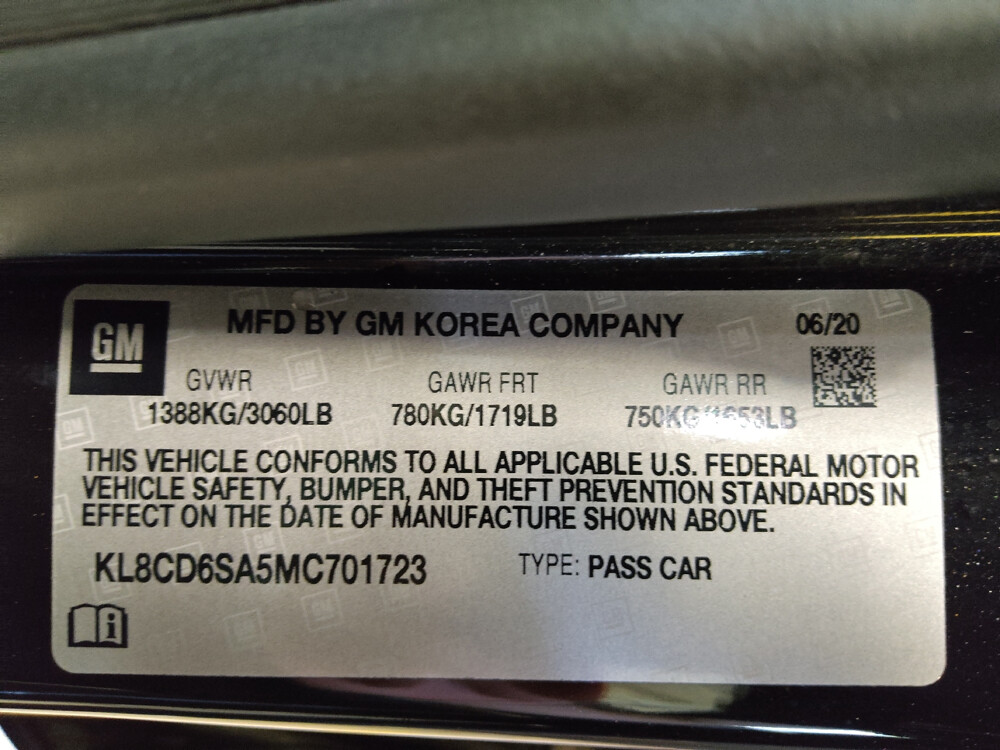 GM
MFD BY GM KOREA COMPANY 06/20
GVWR GAWR FRT GAWR RR
1388KG/3060LB 780KG/1719LB 750KG/1653LB
THIS VEHICLE CONFORMS TO ALL APPLICABLE U.S. FEDERAL MOTOR
VEHICLE SAFETY, BUMPER, AND THEFT PREVENTION STANDARDS IN
EFFECT ON THE DATE OF MANUFACTURE SHOWN ABOVE.
KL8CD6SA5MC701723 TYPE: PASS CAR